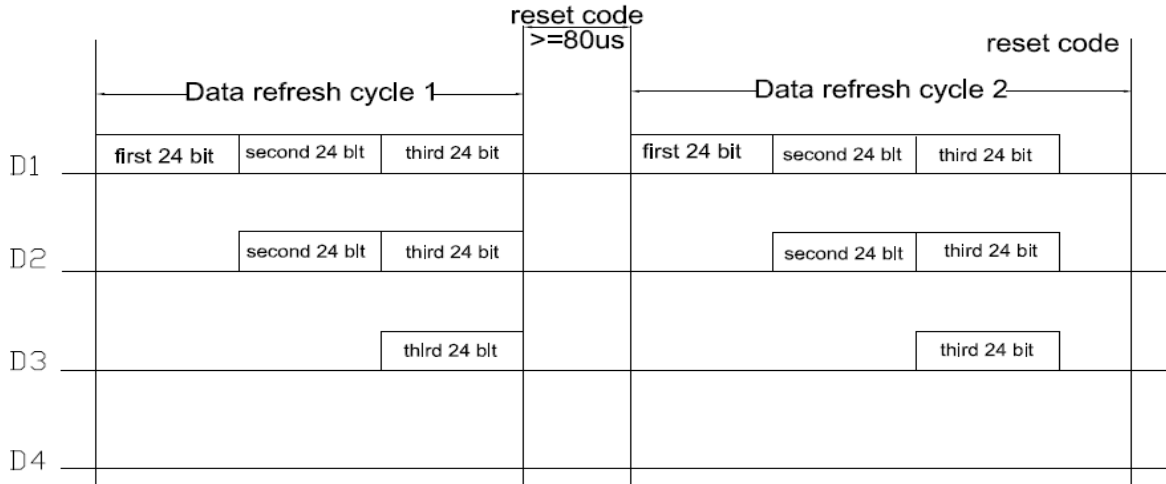 reset code
>=80us
reset code
Data refresh cycle 1
Data refresh cycle 2
D1 first 24 bit second 24 blt third 24 bit first 24 bit second 24 blt third 24 bit
D2 second 24 blt third 24 bit second 24 blt third 24 bit
D3 thlrd 24 blt third 24 bit
D4